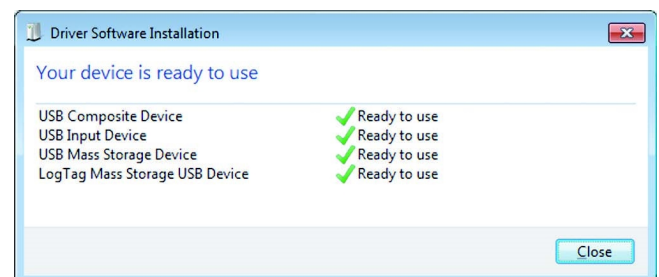 Driver Software Installation
Your device is ready to use
USB Composite Device Ready to use
USB Input Device Ready to use
USB Mass Storage Device Ready to use
LogTag Mass Storage USB Device Ready to use
Close